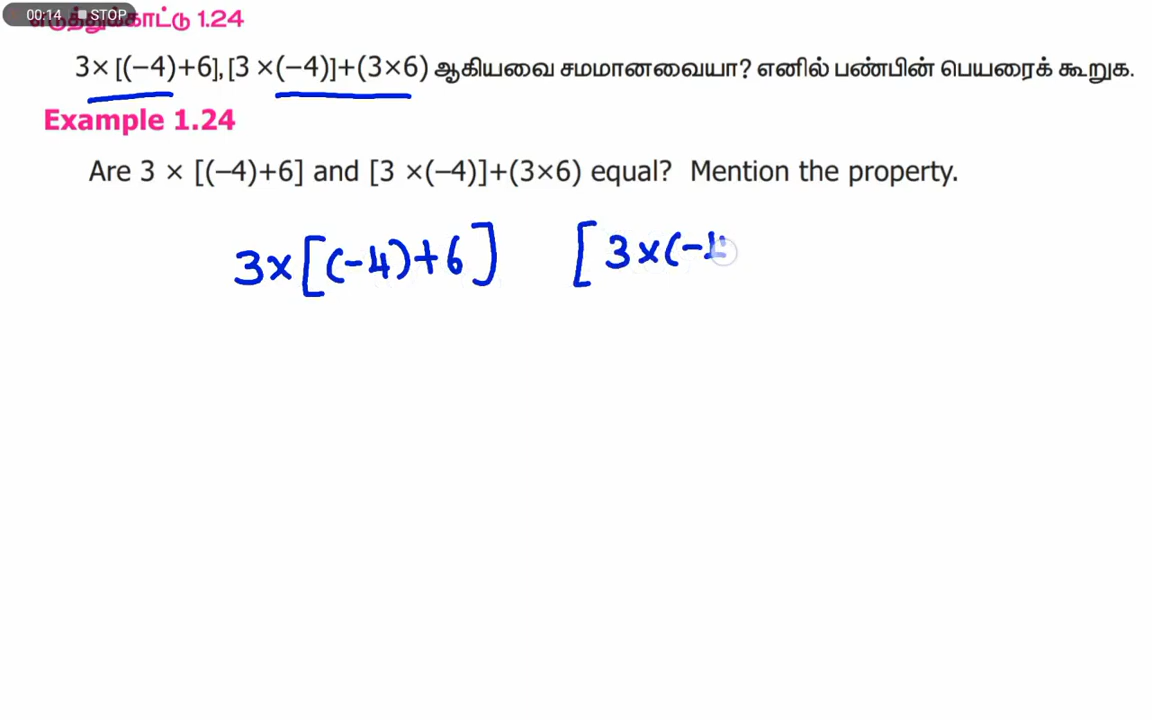 00:14 STOP
எடுத்துக்காட்டு 1.24
3× [(−4)+6], [3 ×(−4)]+(3×6) ஆகியவை சமமானவையா? எனில் பண்பின் பெயரைக் கூறுக.
Example 1.24
Are 3 × [(−4)+6] and [3 ×(−4)]+(3×6) equal? Mention the property.
3×[(-4)+6] [3×(-4